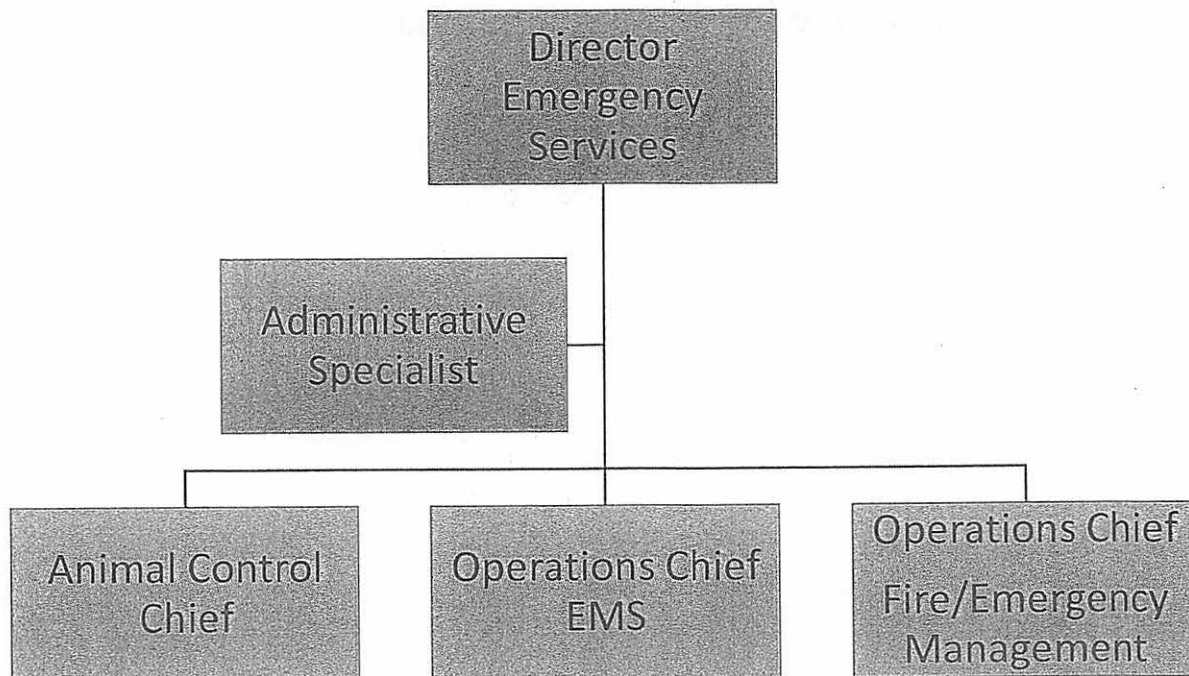 Director
Emergency
Services
Administrative
Specialist
Animal Control
Chief
Operations Chief
EMS
Operations Chief
Fire/Emergency
Management